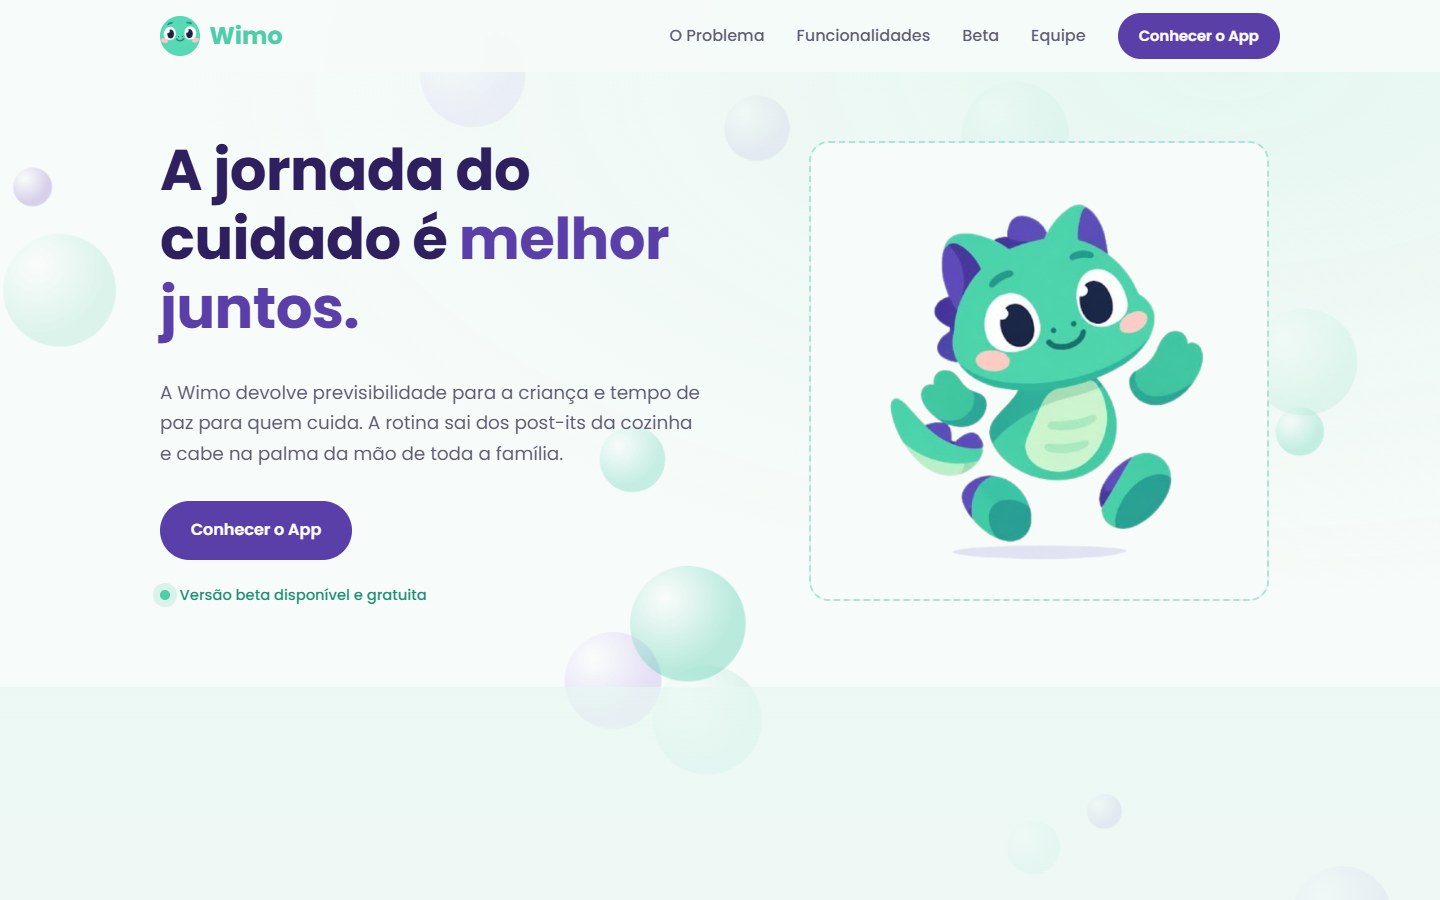 Wimo
O Problema
Funcionalidades
Beta
Equipe
Conhecer o App
A jornada do
cuidado é melhor
juntos.
A Wimo devolve previsibilidade para a criança e tempo de
paz para quem cuida. A rotina sai dos post-its da cozinha
e cabe na palma da mão de toda a família.
Conhecer o App
Versão beta disponível e gratuita